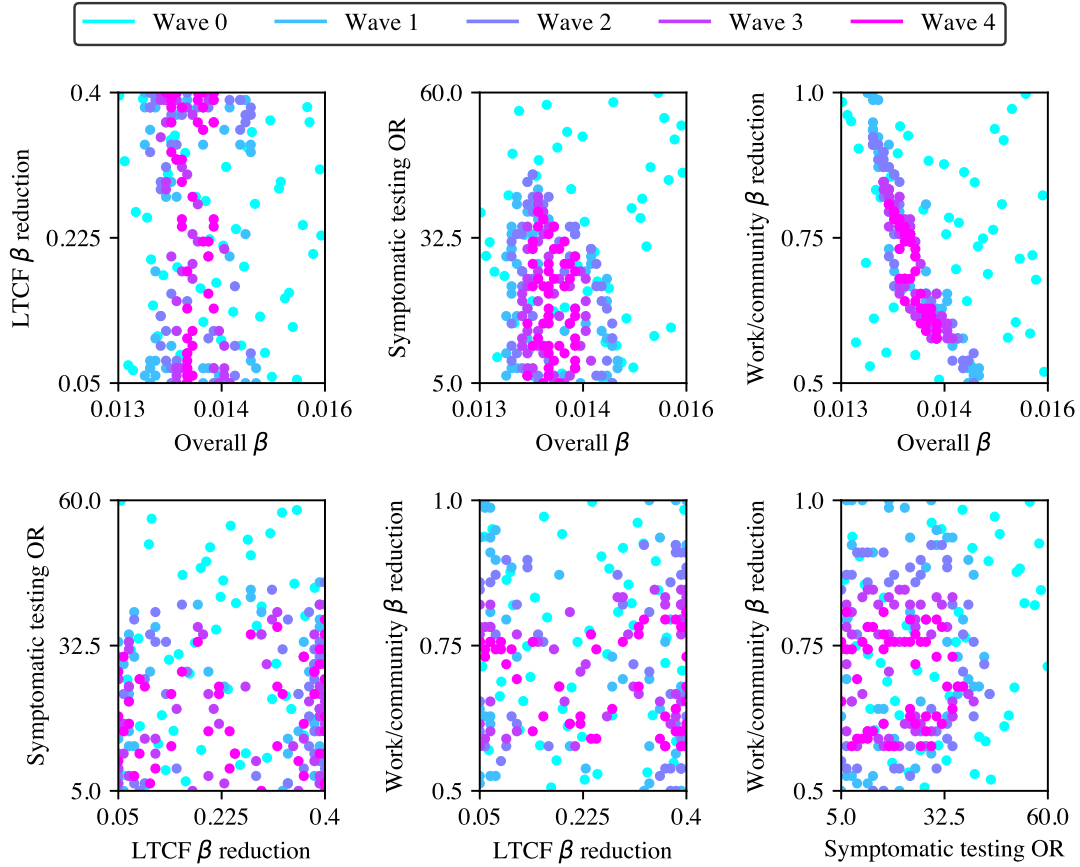 Wave 0 Wave 1 Wave 2 Wave 3 Wave 4
0.4
0.225
0.05
0.013 0.014 0.016
LTCF β reduction
Overall β
60.0
32.5
5.0
0.013 0.014 0.016
Symptomatic testing OR
Overall β
1.0
0.75
0.5
0.013 0.014 0.016
Work/community β reduction
Overall β
60.0
32.5
5.0
0.05 0.225 0.4
Symptomatic testing OR
LTCF β reduction
1.0
0.75
0.5
0.05 0.225 0.4
Work/community β reduction
LTCF β reduction
1.0
0.75
0.5
5.0 32.5 60.0
Work/community β reduction
Symptomatic testing OR